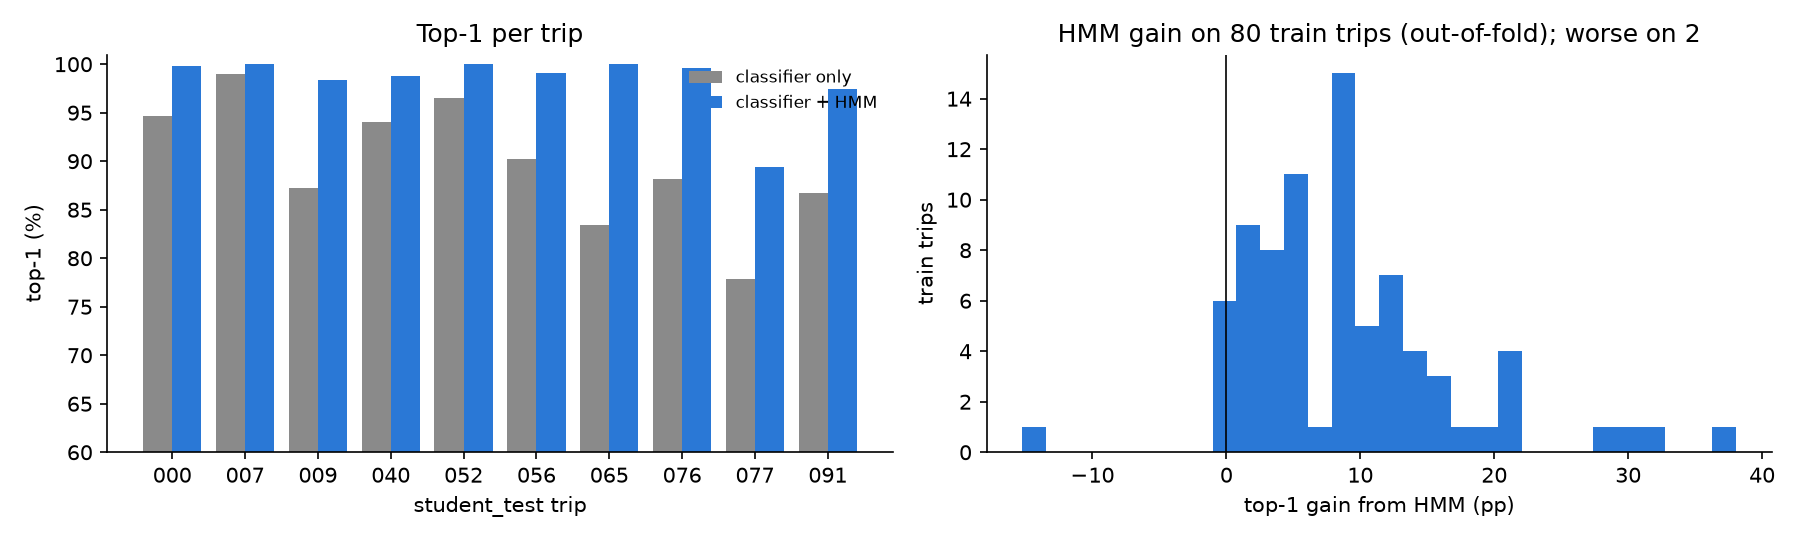 Top-1 per trip
100
95
90
85
80
75
70
65
60
top-1 (%)
classifier only
classifier + HMM
000 007 009 040 052 056 065 076 077 091
student_test trip
HMM gain on 80 train trips (out-of-fold); worse on 2
14
12
10
8
6
4
2
0
train trips
−10 0 10 20 30 40
top-1 gain from HMM (pp)